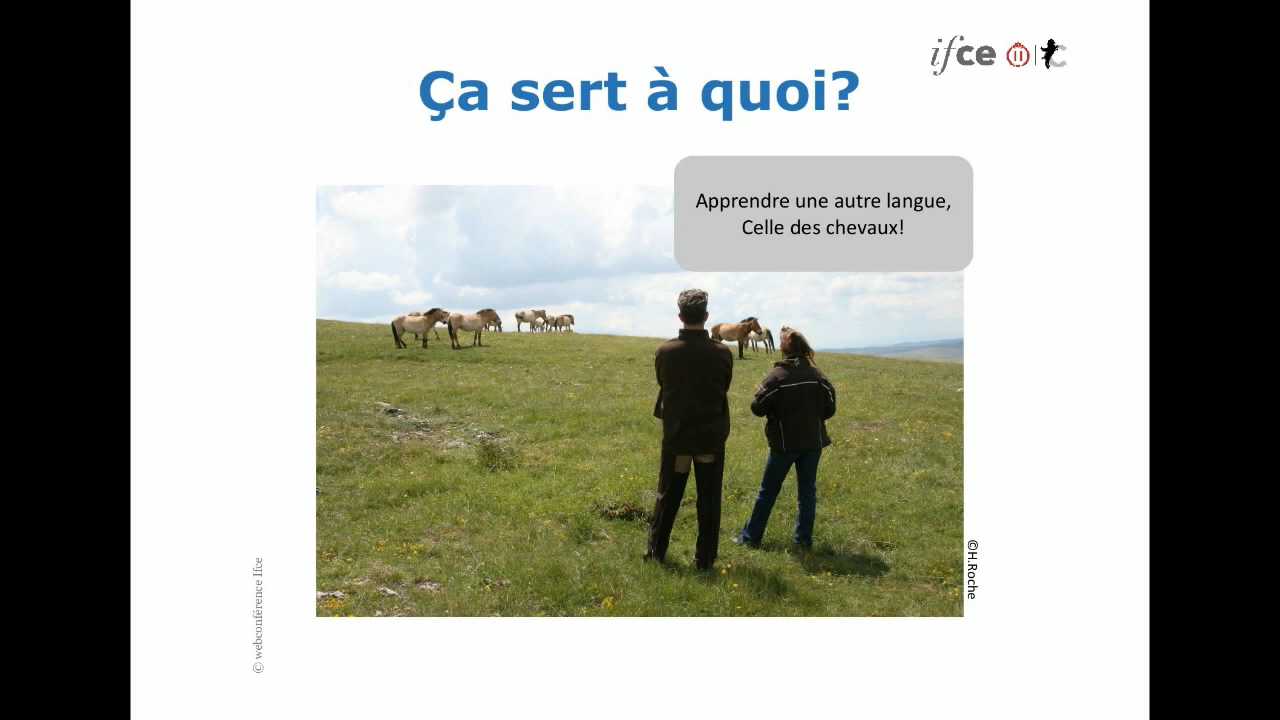 ifce
Ça sert à quoi?
Apprendre une autre langue,
Celle des chevaux!
©H.Roche
© webconférence Ifce